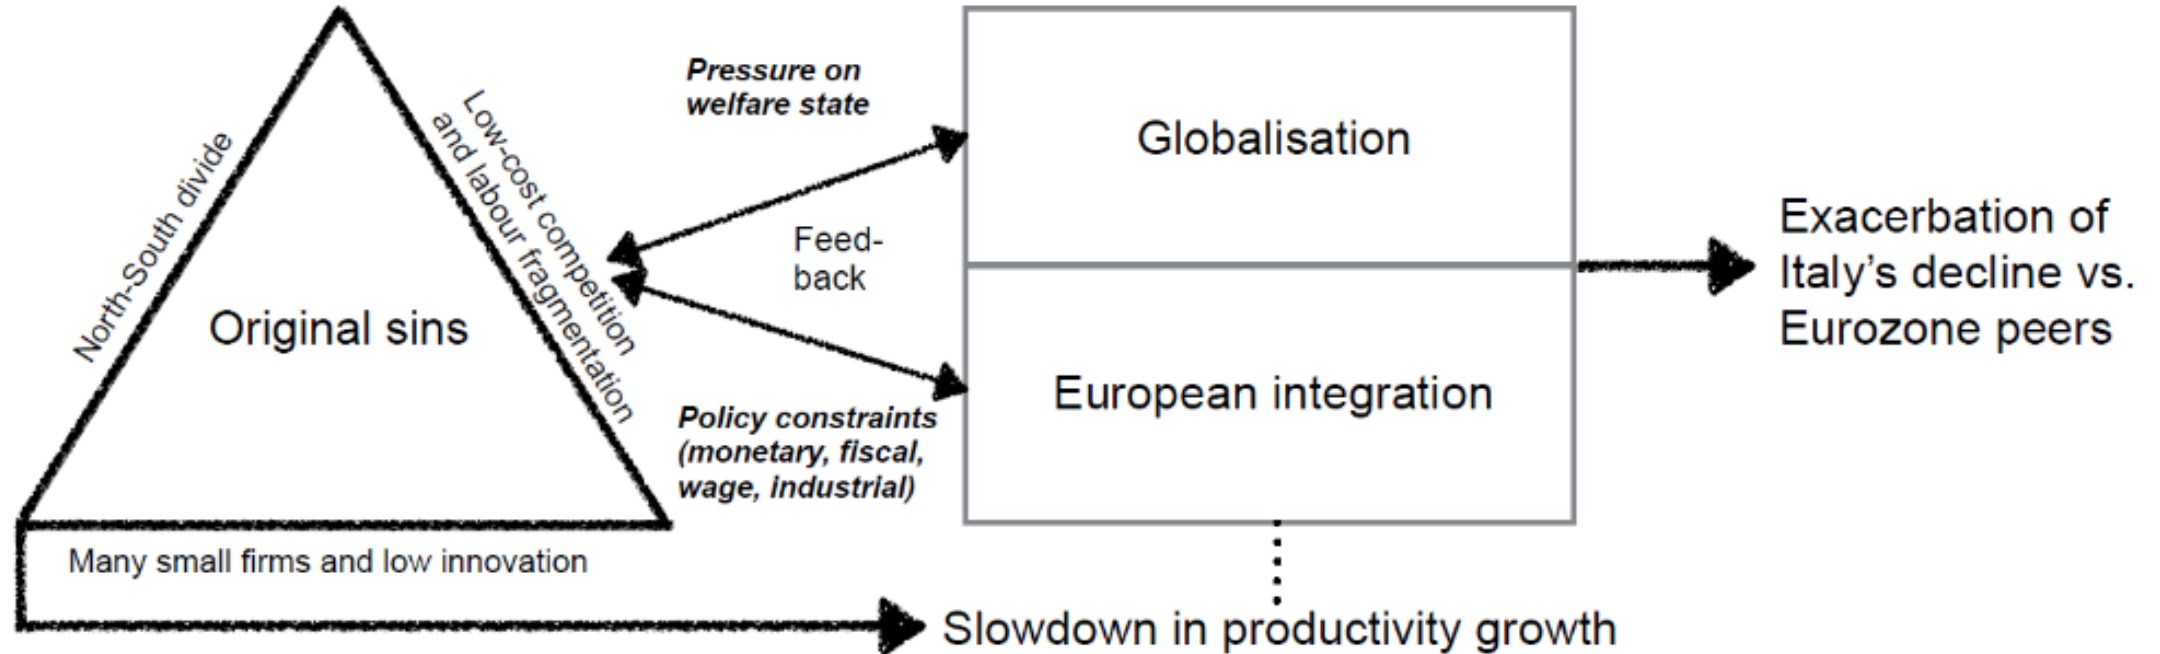 North-South divide
Original sins
Low-cost competition
and labour fragmentation
Many small firms and low innovation
Pressure on
welfare state
Feed-
back
Policy constraints
(monetary, fiscal,
wage, industrial)
Globalisation
European integration
Slowdown in productivity growth
Exacerbation of
Italy's decline vs.
Eurozone peers